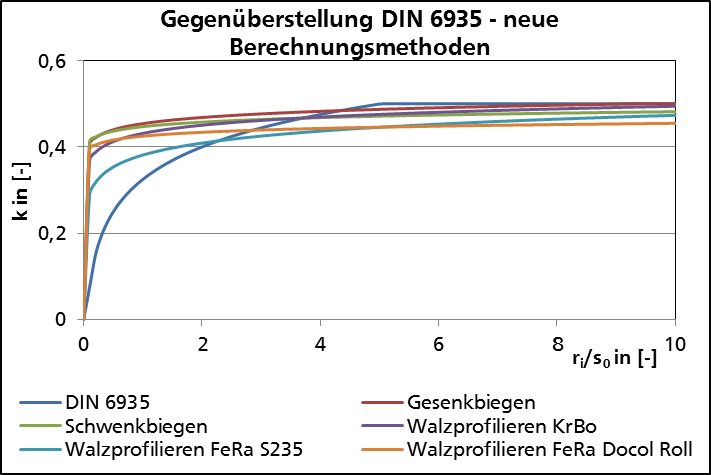 Gegenüberstellung DIN 6935 - neue
Berechnungsmethoden
0,6
0,4
0,2
0
k in [-]
0 2 4 6 8 10
ri/s0 in [-]
DIN 6935 Gesenkbiegen
Schwenkbiegen Walzprofilieren KrBo
Walzprofilieren FeRa S235 Walzprofilieren FeRa Docol Roll